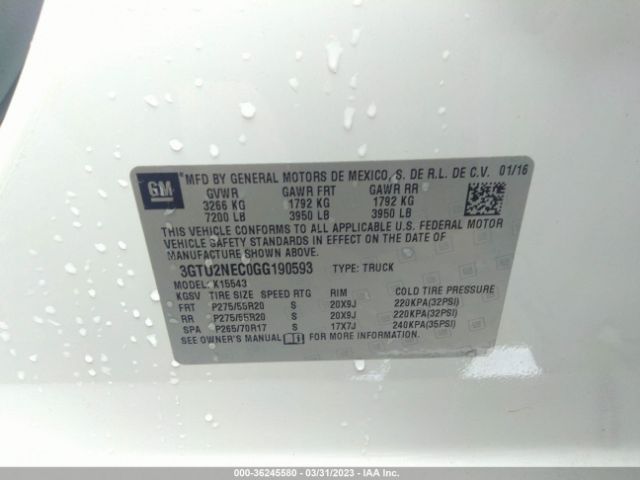 GM
MFD BY GENERAL MOTORS DE MEXICO, S. DE R.L. DE C.V. 01/16
GVWR GAWR FRT GAWR RR
3266 KG 1792 KG 1792 KG
7200 LB 3950 LB 3950 LB
THIS VEHICLE CONFORMS TO ALL APPLICABLE U.S. FEDERAL MOTOR
VEHICLE SAFETY STANDARDS IN EFFECT ON THE DATE OF
MANUFACTURE SHOWN ABOVE.
3GTU2NEC0GG190593 TYPE: TRUCK
MODEL: K15543
KGSV TIRE SIZE SPEED RTG RIM COLD TIRE PRESSURE
FRT P275/55R20 S 20X9J 220KPA(32PSI)
RR P275/55R20 S 20X9J 220KPA(32PSI)
SPA P265/70R17 S 17X7J 240KPA(35PSI)
SEE OWNER'S MANUAL FOR MORE INFORMATION.
000-36245580 - 03/31/2023 - IAA Inc.